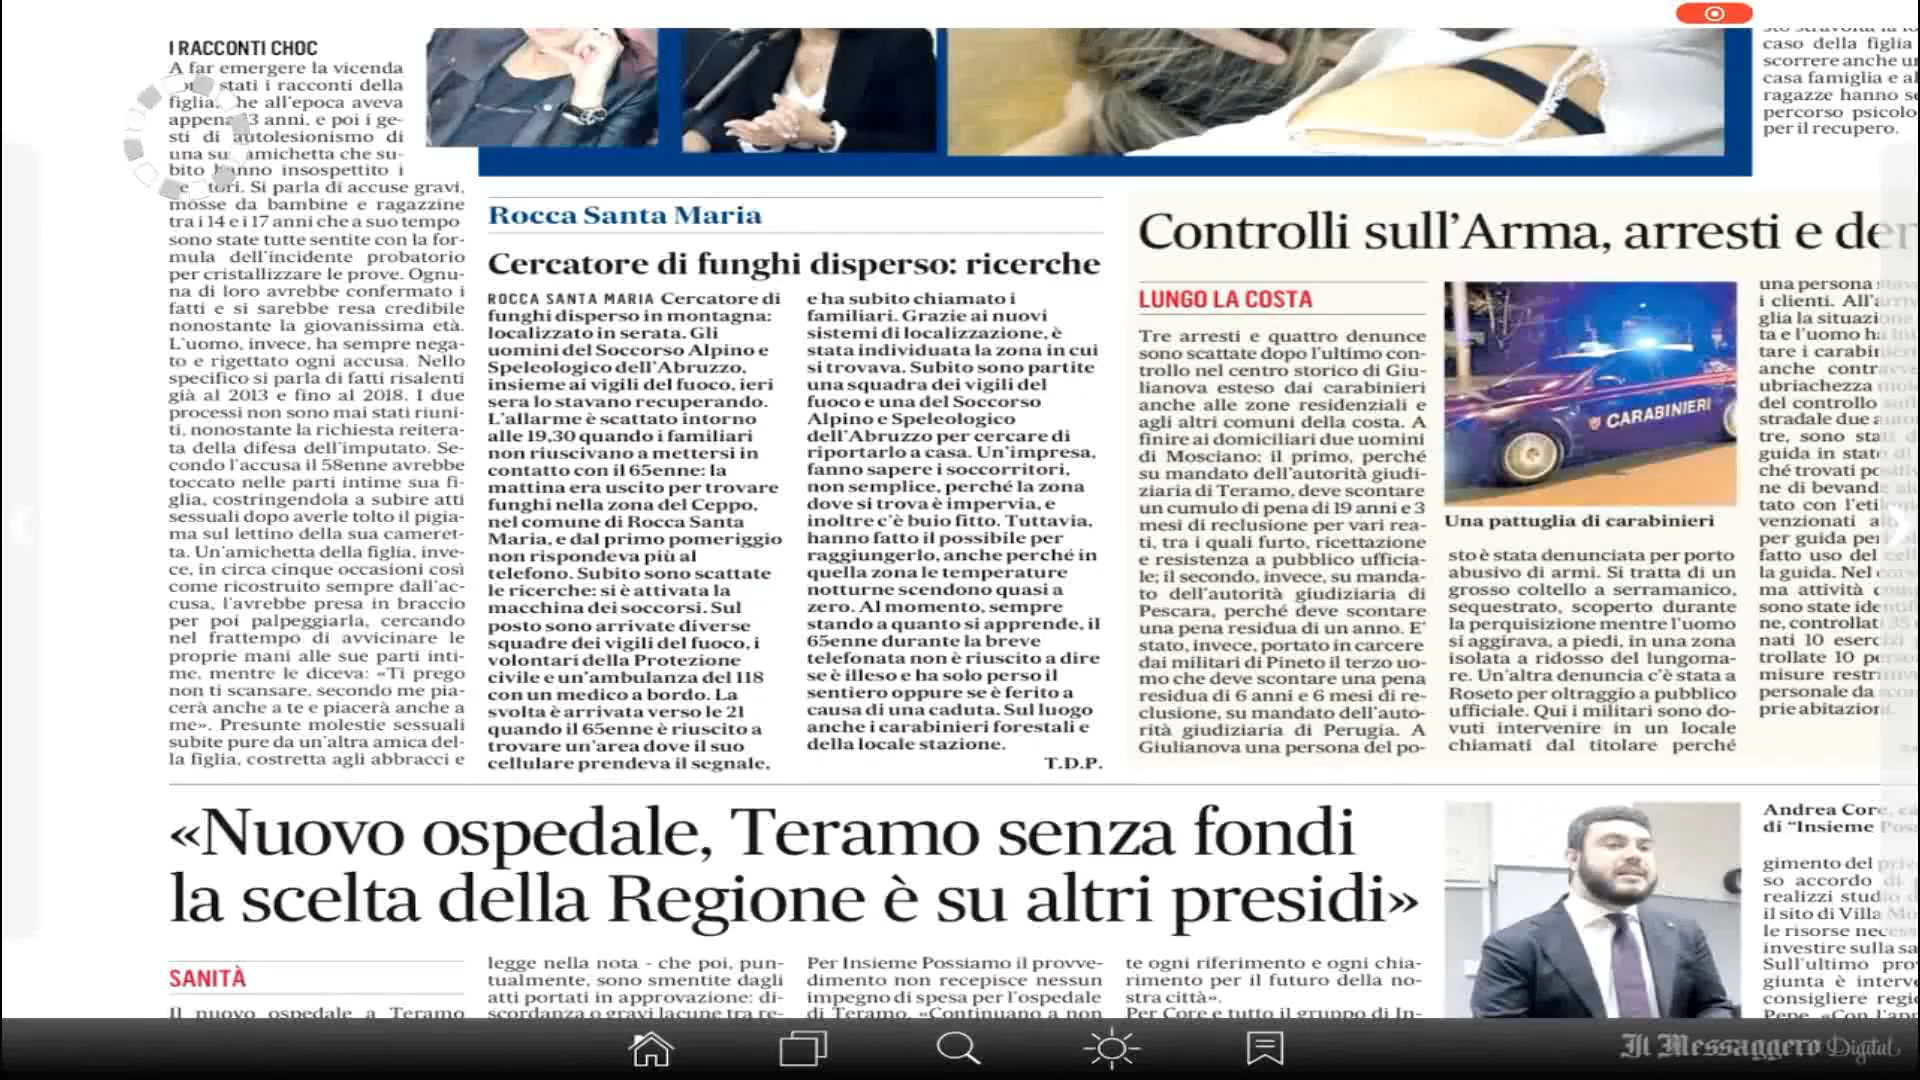 I RACCONTI CHOC
A far emergere la vicenda
stati i racconti della
figlia, che all'epoca aveva
appena 13 anni, e poi i ge-
sti di autolesionismo di
una sua amichetta che su-
bito hanno insospettito i
Si parla di accuse gravi,
mosse da bambine e ragazzine
tra i 14 e i 17 anni che a suo tempo
sono state tutte sentite con la for-
mula dell'incidente probatorio
per cristallizzare le prove. Ognu-
na di loro avrebbe confermato i
fatti e si sarebbe resa credibile
nonostante la giovanissima età.
L'uomo, invece, ha sempre nega-
to e rigettato ogni accusa. Nello
specifico si parla di fatti risalenti
già al 2013 e fino al 2018. I due
processi non sono mai stati riuni-
ti, nonostante la richiesta reitera-
ta della difesa dell'imputato. Se-
condo l'accusa il 58enne avrebbe
toccato nelle parti intime sua fi-
glia, costringendola a subire atti
sessuali dopo averle tolto il pigia-
ma sul lettino della sua cameret-
ta. Un'amichetta della figlia, inve-
ce, in circa cinque occasioni così
come ricostruito sempre dall'ac-
cusa, l'avrebbe presa in braccio
per poi palpeggiarla, cercando
nel frattempo di avvicinare le
proprie mani alle sue parti inti-
me, mentre le diceva: «Ti prego
non ti scansare, secondo me pia-
cerà anche a te e piacerà anche a
me». Presunte molestie sessuali
subite pure da un'altra amica del-
la figlia, costretta agli abbracci e
Rocca Santa Maria
Cercatore di funghi disperso: ricerche
ROCCA SANTA MARIA Cercatore di
funghi disperso in montagna:
localizzato in serata. Gli
uomini del Soccorso Alpino e
Speleologico dell'Abruzzo,
insieme ai vigili del fuoco, ieri
sera lo stavano recuperando.
L'allarme è scattato intorno
alle 19,30 quando i familiari
non riuscivano a mettersi in
contatto con il 65enne: la
mattina era uscito per trovare
funghi nella zona del Ceppo,
nel comune di Rocca Santa
Maria, e dal primo pomeriggio
non rispondeva più al
telefono. Subito sono scattate
le ricerche: si è attivata la
macchina dei soccorsi. Sul
posto sono arrivate diverse
squadre dei vigili del fuoco, i
volontari della Protezione
civile e un'ambulanza del 118
con un medico a bordo. La
svolta è arrivata verso le 21
quando il 65enne è riuscito a
trovare un'area dove il suo
cellulare prendeva il segnale,
e ha subito chiamato i
familiari. Grazie ai nuovi
sistemi di localizzazione, è
stata individuata la zona in cui
si trovava. Subito sono partite
una squadra dei vigili del
fuoco e una del Soccorso
Alpino e Speleologico
dell'Abruzzo per cercare di
riportarlo a casa. Un'impresa,
fanno sapere i soccorritori,
non semplice, perché la zona
dove si trova è impervia, e
inoltre c'è buio fitto. Tuttavia,
hanno fatto il possibile per
raggiungerlo, anche perché in
quella zona le temperature
notturne scendono quasi a
zero. Al momento, sempre
stando a quanto si apprende, il
65enne durante la breve
telefonata non è riuscito a dire
se è illeso e ha solo perso il
sentiero oppure se è ferito a
causa di una caduta. Sul luogo
anche i carabinieri forestali e
della locale stazione.
T.D.P.
Controlli sull'Arma, arresti e den
LUNGO LA COSTA
Tre arresti e quattro denunce
sono scattate dopo l'ultimo con-
trollo nel centro storico di Giu-
lianova esteso dai carabinieri
anche alle zone residenziali e
agli altri comuni della costa. A
finire ai domiciliari due uomini
di Mosciano: il primo, perché
su mandato dell'autorità giudi-
ziaria di Teramo, deve scontare
un cumulo di pena di 19 anni e 3
mesi di reclusione per vari rea-
ti, tra i quali furto, ricettazione
e resistenza a pubblico ufficia-
le; il secondo, invece, su manda-
to dell'autorità giudiziaria di
Pescara, perché deve scontare
una pena residua di un anno. E'
stato, invece, portato in carcere
dai militari di Pineto il terzo uo-
mo che deve scontare una pena
residua di 6 anni e 6 mesi di re-
clusione, su mandato dell'auto-
rità giudiziaria di Perugia. A
Giulianova una persona del po-
CARABINIERI
Una pattuglia di carabinieri
sto è stata denunciata per porto
abusivo di armi. Si tratta di un
grosso coltello a serramanico,
sequestrato, scoperto durante
la perquisizione mentre l'uomo
si aggirava, a piedi, in una zona
isolata a ridosso del lungoma-
re. Un'altra denuncia c'è stata a
Roseto per oltraggio a pubblico
ufficiale. Qui i militari sono do-
vuti intervenire in un locale
chiamati dal titolare perché
caso della figlia
scorrere anche un
casa famiglia e al
ragazze hanno se
percorso psicolo
per il recupero.
una persona
i clienti. All'
glia la situazio
ta e l'uomo ha
tare i carabin
anche contra
ubriachezza
del controllo
stradale due
tre, sono sta
guida in stato
ché trovati
ne di bevand
tato con l'eti
venzionati
per guida per
fatto uso del
la guida. Nel
ma attività
sono state iden
ne, controllat
nati 10 eserc
trollate 10 per
misure restr
personale da
prie abitazion
«Nuovo ospedale, Teramo senza fondi
la scelta della Regione è su altri presidi»
SANITÀ
Il nuovo ospedale a Teramo
legge nella nota - che poi, pun-
tualmente, sono smentite dagli
atti portati in approvazione: di-
scordanza o gravi lacune tra re-
Per Insieme Possiamo il provve-
dimento non recepisce nessun
impegno di spesa per l'ospedale
di Teramo. «Continuano a non
te ogni riferimento e ogni chia-
rimento per il futuro della no-
stra città».
Per Core e tutto il gruppo di In-
Andrea Core,
di "Insieme Pos
gimento del
so accordo
realizzi studi
il sito di Villa
le risorse nec
investire sulla sa
Sull'ultimo pro
giunta è interv
consigliere regi
Pepe. «Con l'app
Il Messaggero Digital